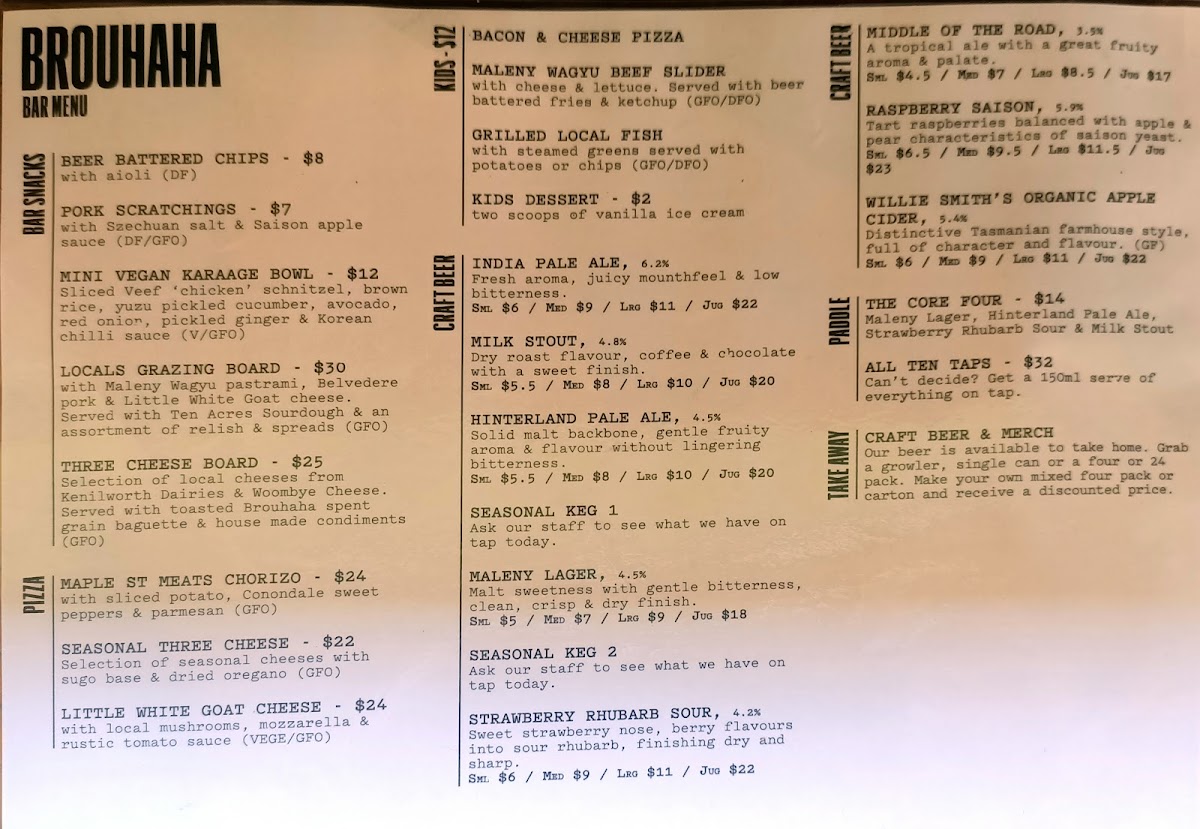 BROUHAHA
BAR MENU
BAR SNACKS
BEER BATTERED CHIPS - $8
with aioli (DF)
PORK SCRATCHINGS - $7
with Szechuan salt & Saison apple
sauce (DF/GFO)
MINI VEGAN KARAAGE BOWL - $12
Sliced Veef 'chicken' schnitzel, brown
rice, yuzu pickled cucumber, avocado,
red onion, pickled ginger & Korean
chilli sauce (V/GFO)
LOCALS GRAZING BOARD - $30
with Maleny Wagyu pastrami, Belvedere
pork & Little White Goat cheese.
Served with Ten Acres Sourdough & an
assortment of relish & spreads (GFO)
THREE CHEESE BOARD - $25
Selection of local cheeses from
Kenilworth Dairies & Woombye Cheese.
Served with toasted Brouhaha spent
grain baguette & house made condiments
(GFO)
PIZZA
MAPLE ST MEATS CHORIZO - $24
with sliced potato, Conondale sweet
peppers & parmesan (GFO)
SEASONAL THREE CHEESE - $22
Selection of seasonal cheeses with
sugo base & dried oregano (GFO)
LITTLE WHITE GOAT CHEESE - $24
with local mushrooms, mozzarella &
rustic tomato sauce (VEGE/GFO)
KIDS - $12
BACON & CHEESE PIZZA
MALENY WAGYU BEEF SLIDER
with cheese & lettuce. Served with beer
battered fries & ketchup (GFO/DFO)
GRILLED LOCAL FISH
with steamed greens served with
potatoes or chips (GFO/DFO)
KIDS DESSERT - $2
two scoops of vanilla ice cream
CRAFT BEER
INDIA PALE ALE, 6.2%
Fresh aroma, juicy mounthfeel & low
bitterness.
SML $6 / MED $9 / LRG $11 / JUG $22
MILK STOUT, 4.8%
Dry roast flavour, coffee & chocolate
with a sweet finish.
SML $5.5 / MED $8 / LRG $10 / JUG $20
HINTERLAND PALE ALE, 4.5%
Solid malt backbone, gentle fruity
aroma & flavour without lingering
bitterness.
SML $5.5 / MED $8 / LRG $10 / JUG $20
SEASONAL KEG 1
Ask our staff to see what we have on
tap today.
MALENY LAGER, 4.5%
Malt sweetness with gentle bitterness,
clean, crisp & dry finish.
SML $5 / MED $7 / LRG $9 / JUG $18
SEASONAL KEG 2
Ask our staff to see what we have on
tap today.
STRAWBERRY RHUBARB SOUR, 4.2%
Sweet strawberry nose, berry flavours
into sour rhubarb, finishing dry and
sharp.
SML $6 / MED $9 / LRG $11 / JUG $22
CRAFT BEER
MIDDLE OF THE ROAD, 3.5%
A tropical ale with a great fruity
aroma & palate.
SML $4.5 / MED $7 / LRG $8.5 / JUG $17
RASPBERRY SAISON, 5.9%
Tart raspberries balanced with apple &
pear characteristics of saison yeast.
SML $6.5 / MED $9.5 / LRG $11.5 / JUG
$23
WILLIE SMITH'S ORGANIC APPLE
CIDER, 5.4%
Distinctive Tasmanian farmhouse style,
full of character and flavour. (GF)
SML $6 / MED $9 / LRG $11 / JUG $22
PADDLE
THE CORE FOUR - $14
Maleny Lager, Hinterland Pale Ale,
Strawberry Rhubarb Sour & Milk Stout
ALL TEN TAPS - $32
Can't decide? Get a 150ml serve of
everything on tap.
TAKE AWAY
CRAFT BEER & MERCH
Our beer is available to take home. Grab
a growler, single can or a four or 24
pack. Make your own mixed four pack or
carton and receive a discounted price.